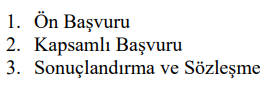 1. Ön Başvuru
2. Kapsamlı Başvuru
3. Sonuçlandırma ve Sözleşme